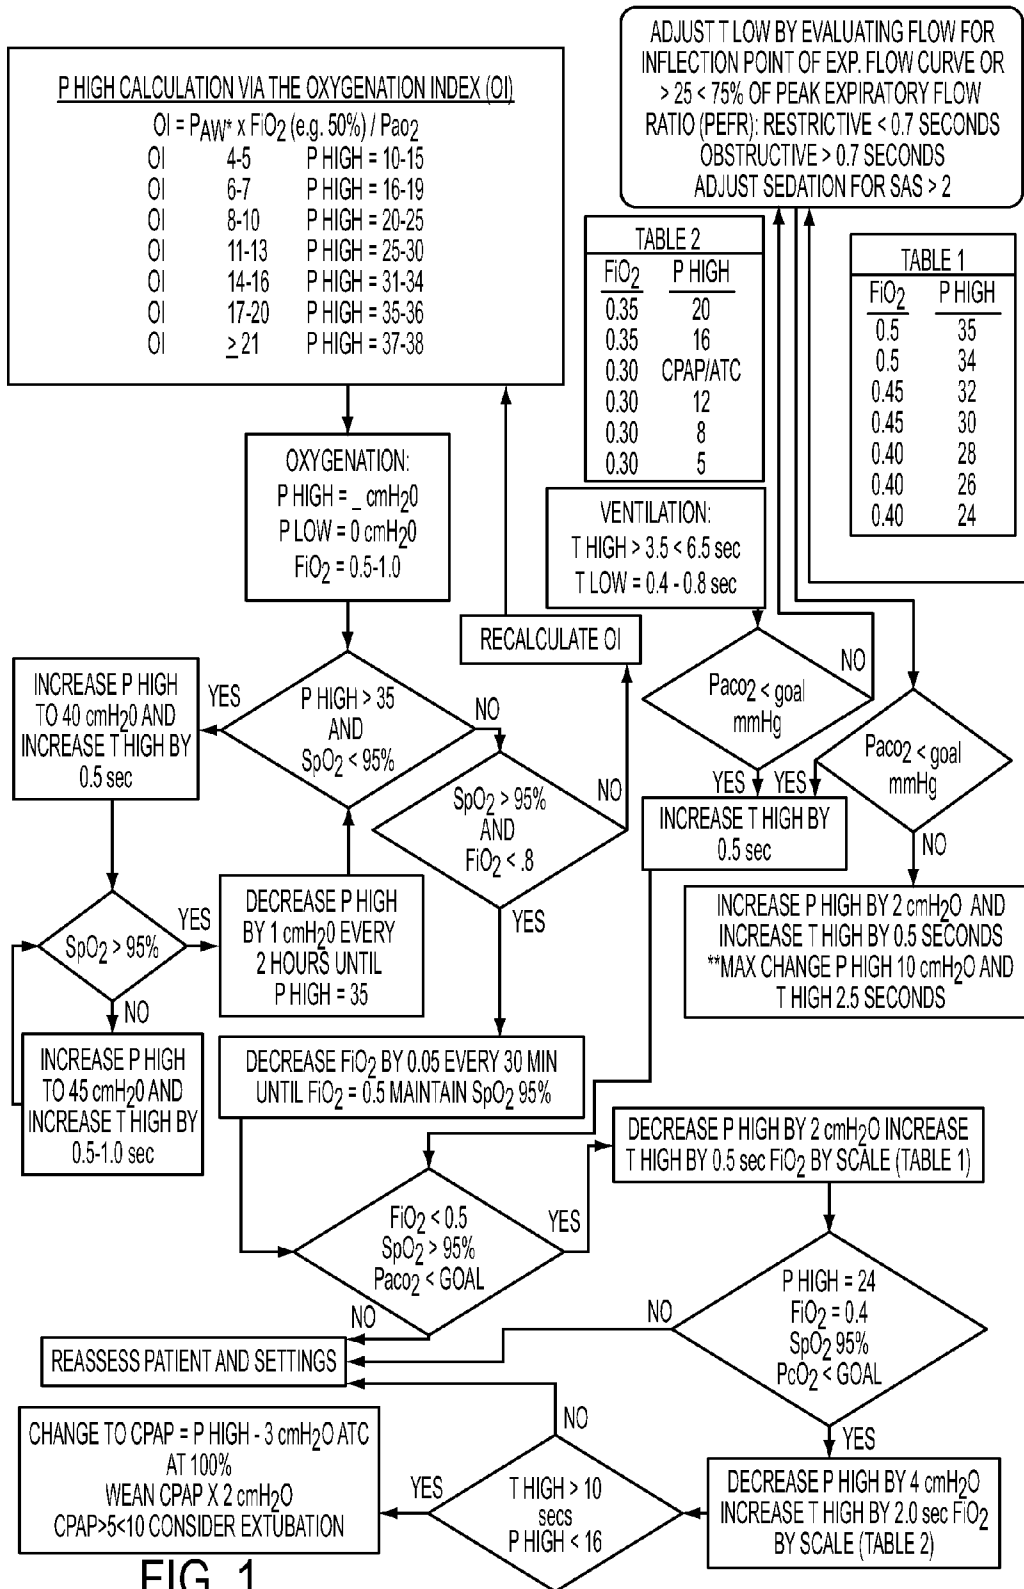 P HIGH CALCULATION VIA THE OXYGENATION INDEX (OI)
OI = PAW* x FiO2 (e.g. 50%) / Pao2
OI 4-5 P HIGH = 10-15
OI 6-7 P HIGH = 16-19
OI 8-10 P HIGH = 20-25
OI 11-13 P HIGH = 25-30
OI 14-16 P HIGH = 31-34
OI 17-20 P HIGH = 35-36
OI ≥ 21 P HIGH = 37-38
ADJUST T LOW BY EVALUATING FLOW FOR
INFLECTION POINT OF EXP. FLOW CURVE OR
> 25 < 75% OF PEAK EXPIRATORY FLOW
RATIO (PEFR): RESTRICTIVE < 0.7 SECONDS
OBSTRUCTIVE > 0.7 SECONDS
ADJUST SEDATION FOR SAS > 2
TABLE 2
FiO2 P HIGH
0.35 20
0.35 16
0.30 CPAP/ATC
0.30 12
0.30 8
0.30 5
TABLE 1
FiO2 P HIGH
0.5 35
0.5 34
0.45 32
0.45 30
0.40 28
0.40 26
0.40 24
OXYGENATION:
P HIGH = _ cmH20
P LOW = 0 cmH20
FiO2 = 0.5-1.0
VENTILATION:
T HIGH > 3.5 < 6.5 sec
T LOW = 0.4 - 0.8 sec
RECALCULATE OI
INCREASE P HIGH
TO 40 cmH20 AND
INCREASE T HIGH BY
0.5 sec
YES
P HIGH > 35
AND
SpO2 < 95%
NO
SpO2 > 95%
AND
FiO2 < .8
NO
YES
Paco2 < goal
mmHg
NO
YES
Paco2 < goal
mmHg
YES
NO
INCREASE T HIGH BY
0.5 sec
INCREASE P HIGH BY 2 cmH2O AND
INCREASE T HIGH BY 0.5 SECONDS
**MAX CHANGE P HIGH 10 cmH2O AND
T HIGH 2.5 SECONDS
SpO2 > 95%
YES
NO
DECREASE P HIGH
BY 1 cmH20 EVERY
2 HOURS UNTIL
P HIGH = 35
INCREASE P HIGH
TO 45 cmH20 AND
INCREASE T HIGH BY
0.5-1.0 sec
DECREASE FiO2 BY 0.05 EVERY 30 MIN
UNTIL FiO2 = 0.5 MAINTAIN SpO2 95%
FiO2 < 0.5
SpO2 > 95%
Paco2 < GOAL
YES
NO
DECREASE P HIGH BY 2 cmH2O INCREASE
T HIGH BY 0.5 sec FiO2 BY SCALE (TABLE 1)
P HIGH = 24
FiO2 = 0.4
SpO2 95%
PcO2 < GOAL
NO
YES
REASSESS PATIENT AND SETTINGS
DECREASE P HIGH BY 4 cmH2O
INCREASE T HIGH BY 2.0 sec FiO2
BY SCALE (TABLE 2)
T HIGH > 10
secs
P HIGH < 16
NO
YES
CHANGE TO CPAP = P HIGH - 3 cmH2O ATC
AT 100%
WEAN CPAP X 2 cmH2O
CPAP>5<10 CONSIDER EXTUBATION
FIG. 1